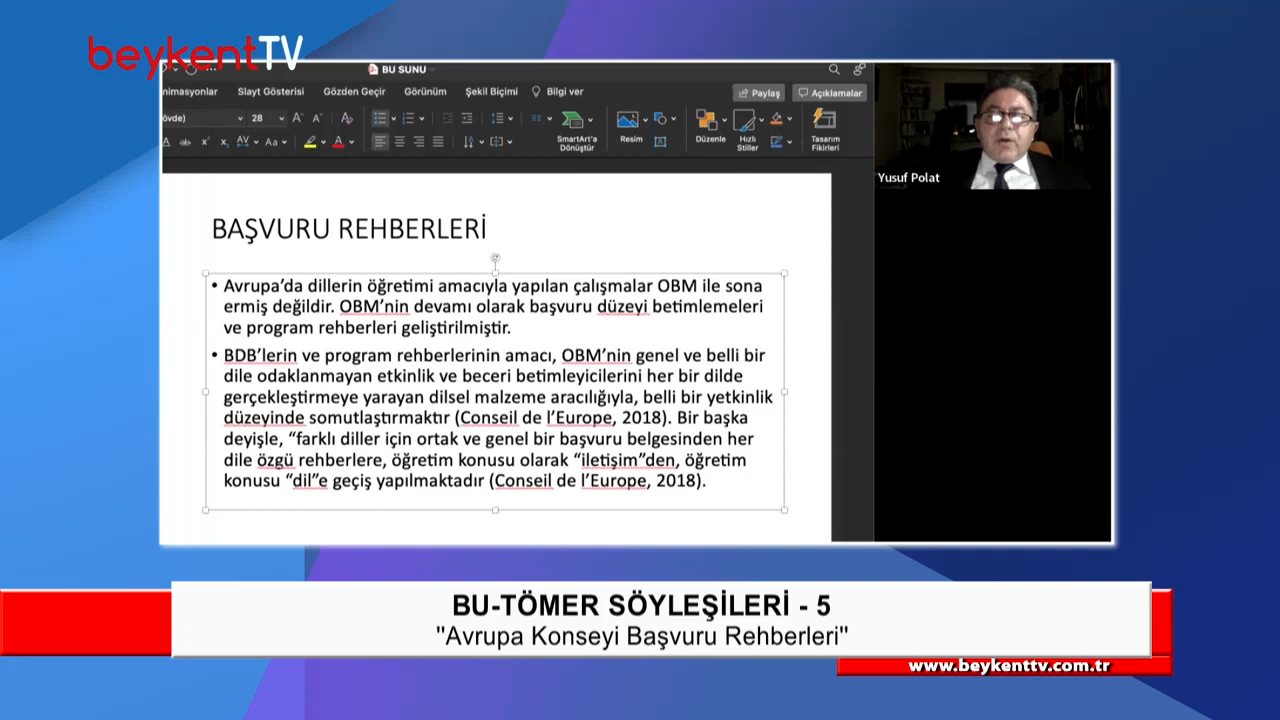 beykentTV
BU SUNU
nimasyonlar Slayt Gösterisi Gözden Geçir Görünüm Şekil Biçimi Bilgi ver Paylaş Açıklamalar
övde) 28
SmartArt'a Dönüştür Resim Düzenle Hızlı Stiller Tasarım Fikirleri
Yusuf Polat
BAŞVURU REHBERLERİ
• Avrupa'da dillerin öğretimi amacıyla yapılan çalışmalar OBM ile sona
ermiş değildir. OBM'nin devamı olarak başvuru düzeyi betimlemeleri
ve program rehberleri geliştirilmiştir.
• BDB'lerin ve program rehberlerinin amacı, OBM'nin genel ve belli bir
dile odaklanmayan etkinlik ve beceri betimleyicilerini her bir dilde
gerçekleştirmeye yarayan dilsel malzeme aracılığıyla, belli bir yetkinlik
düzeyinde somutlaştırmaktır (Conseil de l'Europe, 2018). Bir başka
deyişle, "farklı diller için ortak ve genel bir başvuru belgesinden her
dile özgü rehberlere, öğretim konusu olarak "iletişim"den, öğretim
konusu "dil"e geçiş yapılmaktadır (Conseil de l'Europe, 2018).
BU-TÖMER SÖYLEŞİLERİ - 5
"Avrupa Konseyi Başvuru Rehberleri"
www.beykenttv.com.tr